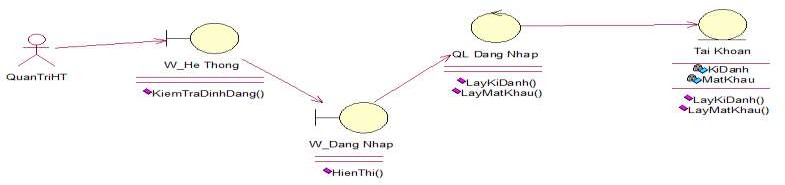 QuanTriHT
W_He Thong
KiemTraDinhDang()
W_Dang Nhap
HienThi()
QL Dang Nhap
LayKiDanh()
LayMatKhau()
Tai Khoan
KiDanh
MatKhau
LayKiDanh()
LayMatKhau()